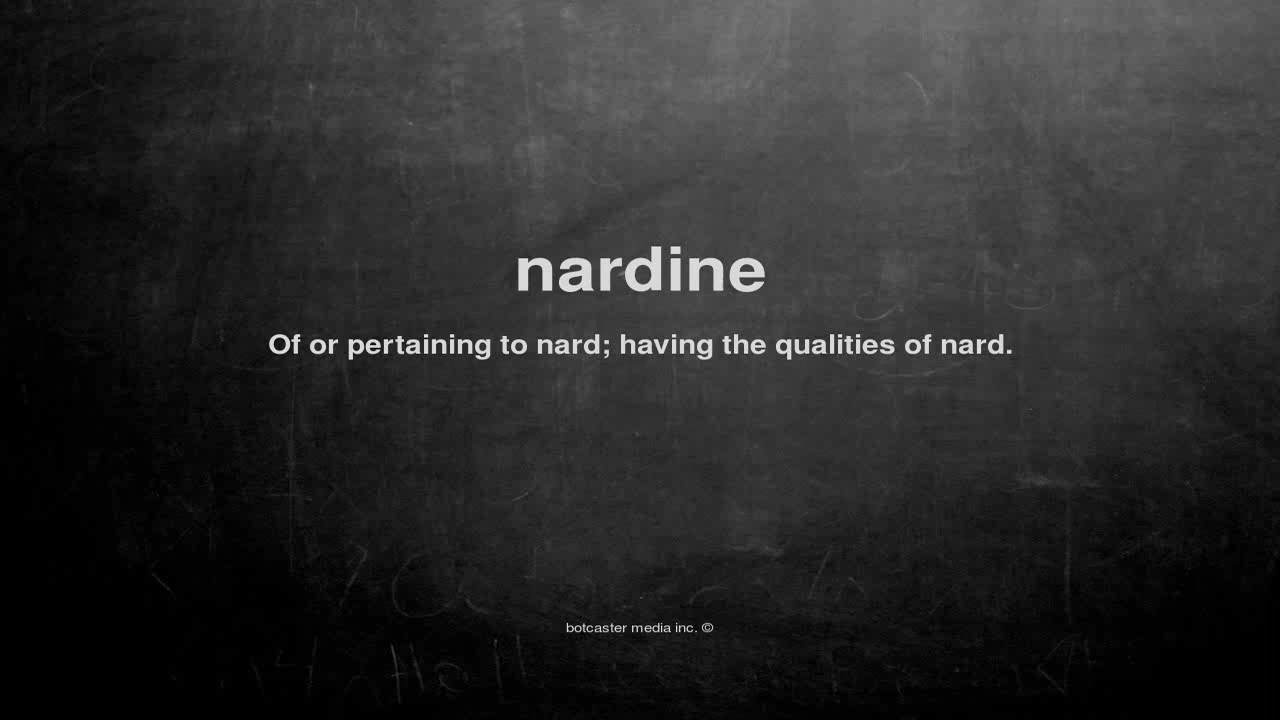 nardine
Of or pertaining to nard; having the qualities of nard.
botcaster media inc. ©